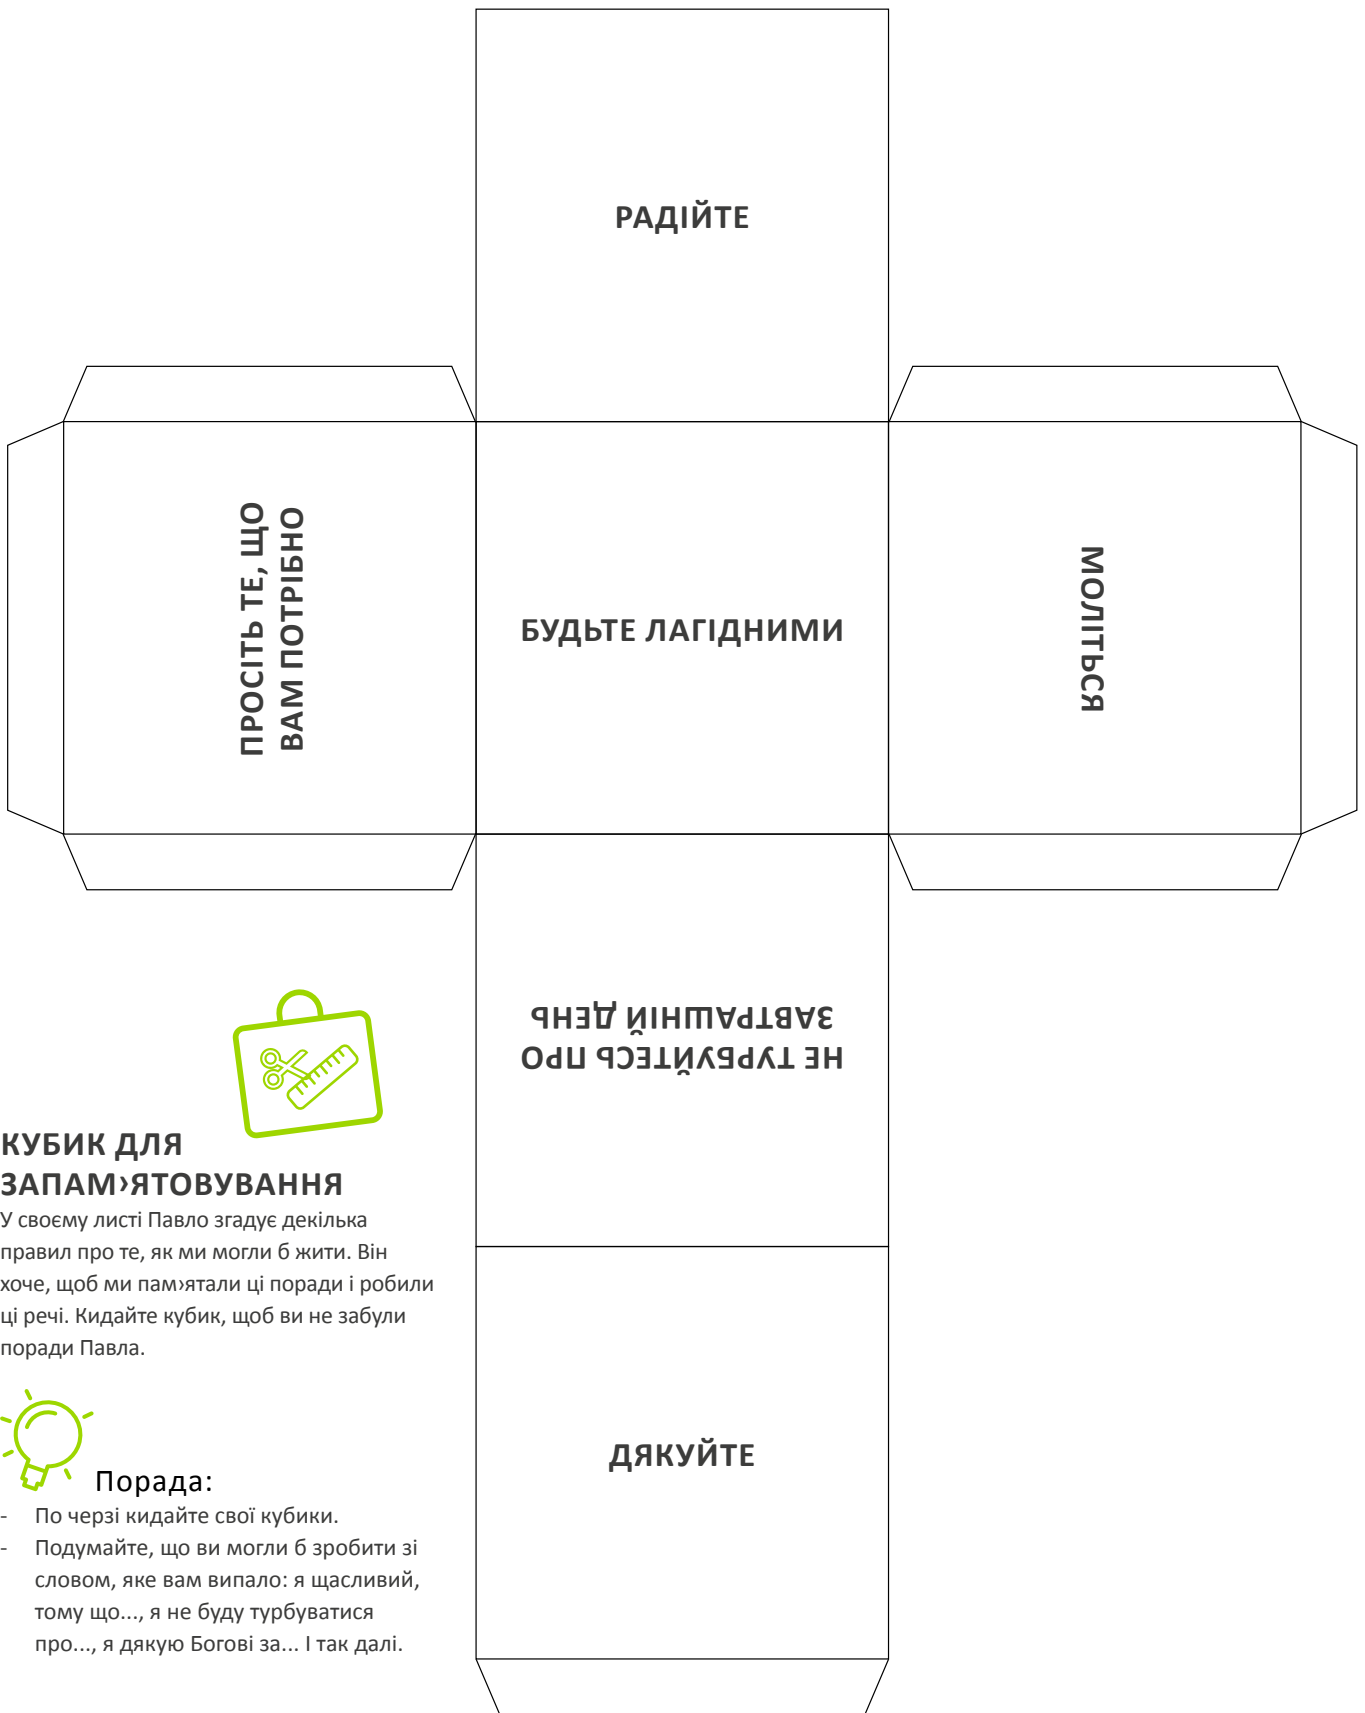 РАДІЙТЕ
ПРОСІТЬ ТЕ, ЩО
ВАМ ПОТРІБНО
БУДЬТЕ ЛАГІДНИМИ
МОЛІТЬСЯ
НЕ ТУРБУЙТЕСЬ ПРО
ЗАВТРАШНІЙ ДЕНЬ
КУБИК ДЛЯ
ЗАПАМ›ЯТОВУВАННЯ
У своєму листі Павло згадує декілька
правил про те, як ми могли б жити. Він
хоче, щоб ми пам›ятали ці поради і робили
ці речі. Кидайте кубик, щоб ви не забули
поради Павла.
Порада:
- По черзі кидайте свої кубики.
- Подумайте, що ви могли б зробити зі
словом, яке вам випало: я щасливий,
тому що..., я не буду турбуватися
про..., я дякую Богові за... І так далі.
ДЯКУЙТЕ